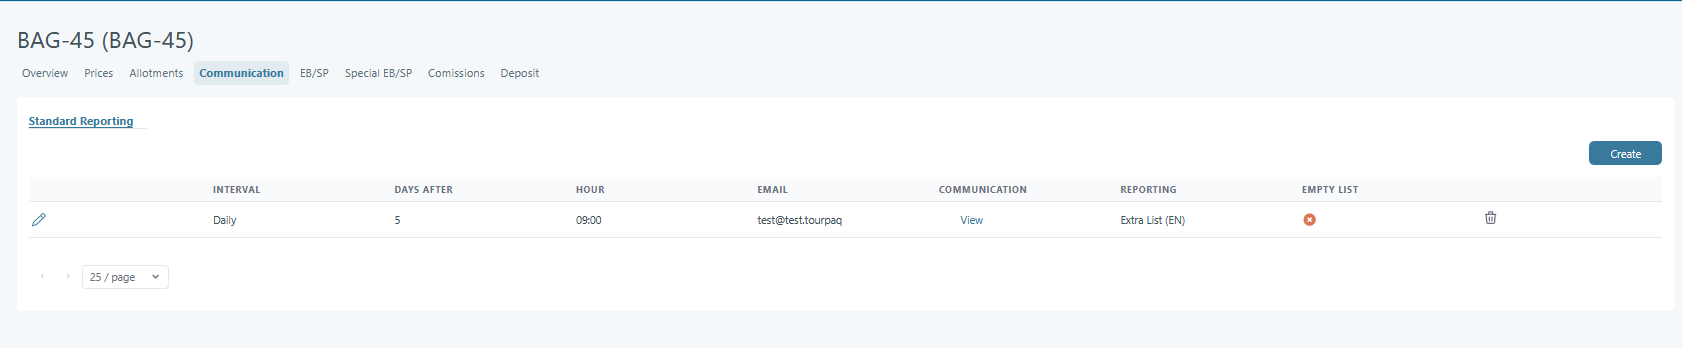 BAG-45 (BAG-45)
Overview Prices Allotments Communication EB/SP Special EB/SP Comissions Deposit
Standard Reporting
Create
INTERVAL DAYS AFTER HOUR EMAIL COMMUNICATION REPORTING EMPTY LIST
Daily 5 09:00 test@test.tourpaq View Extra List (EN)
25 / page